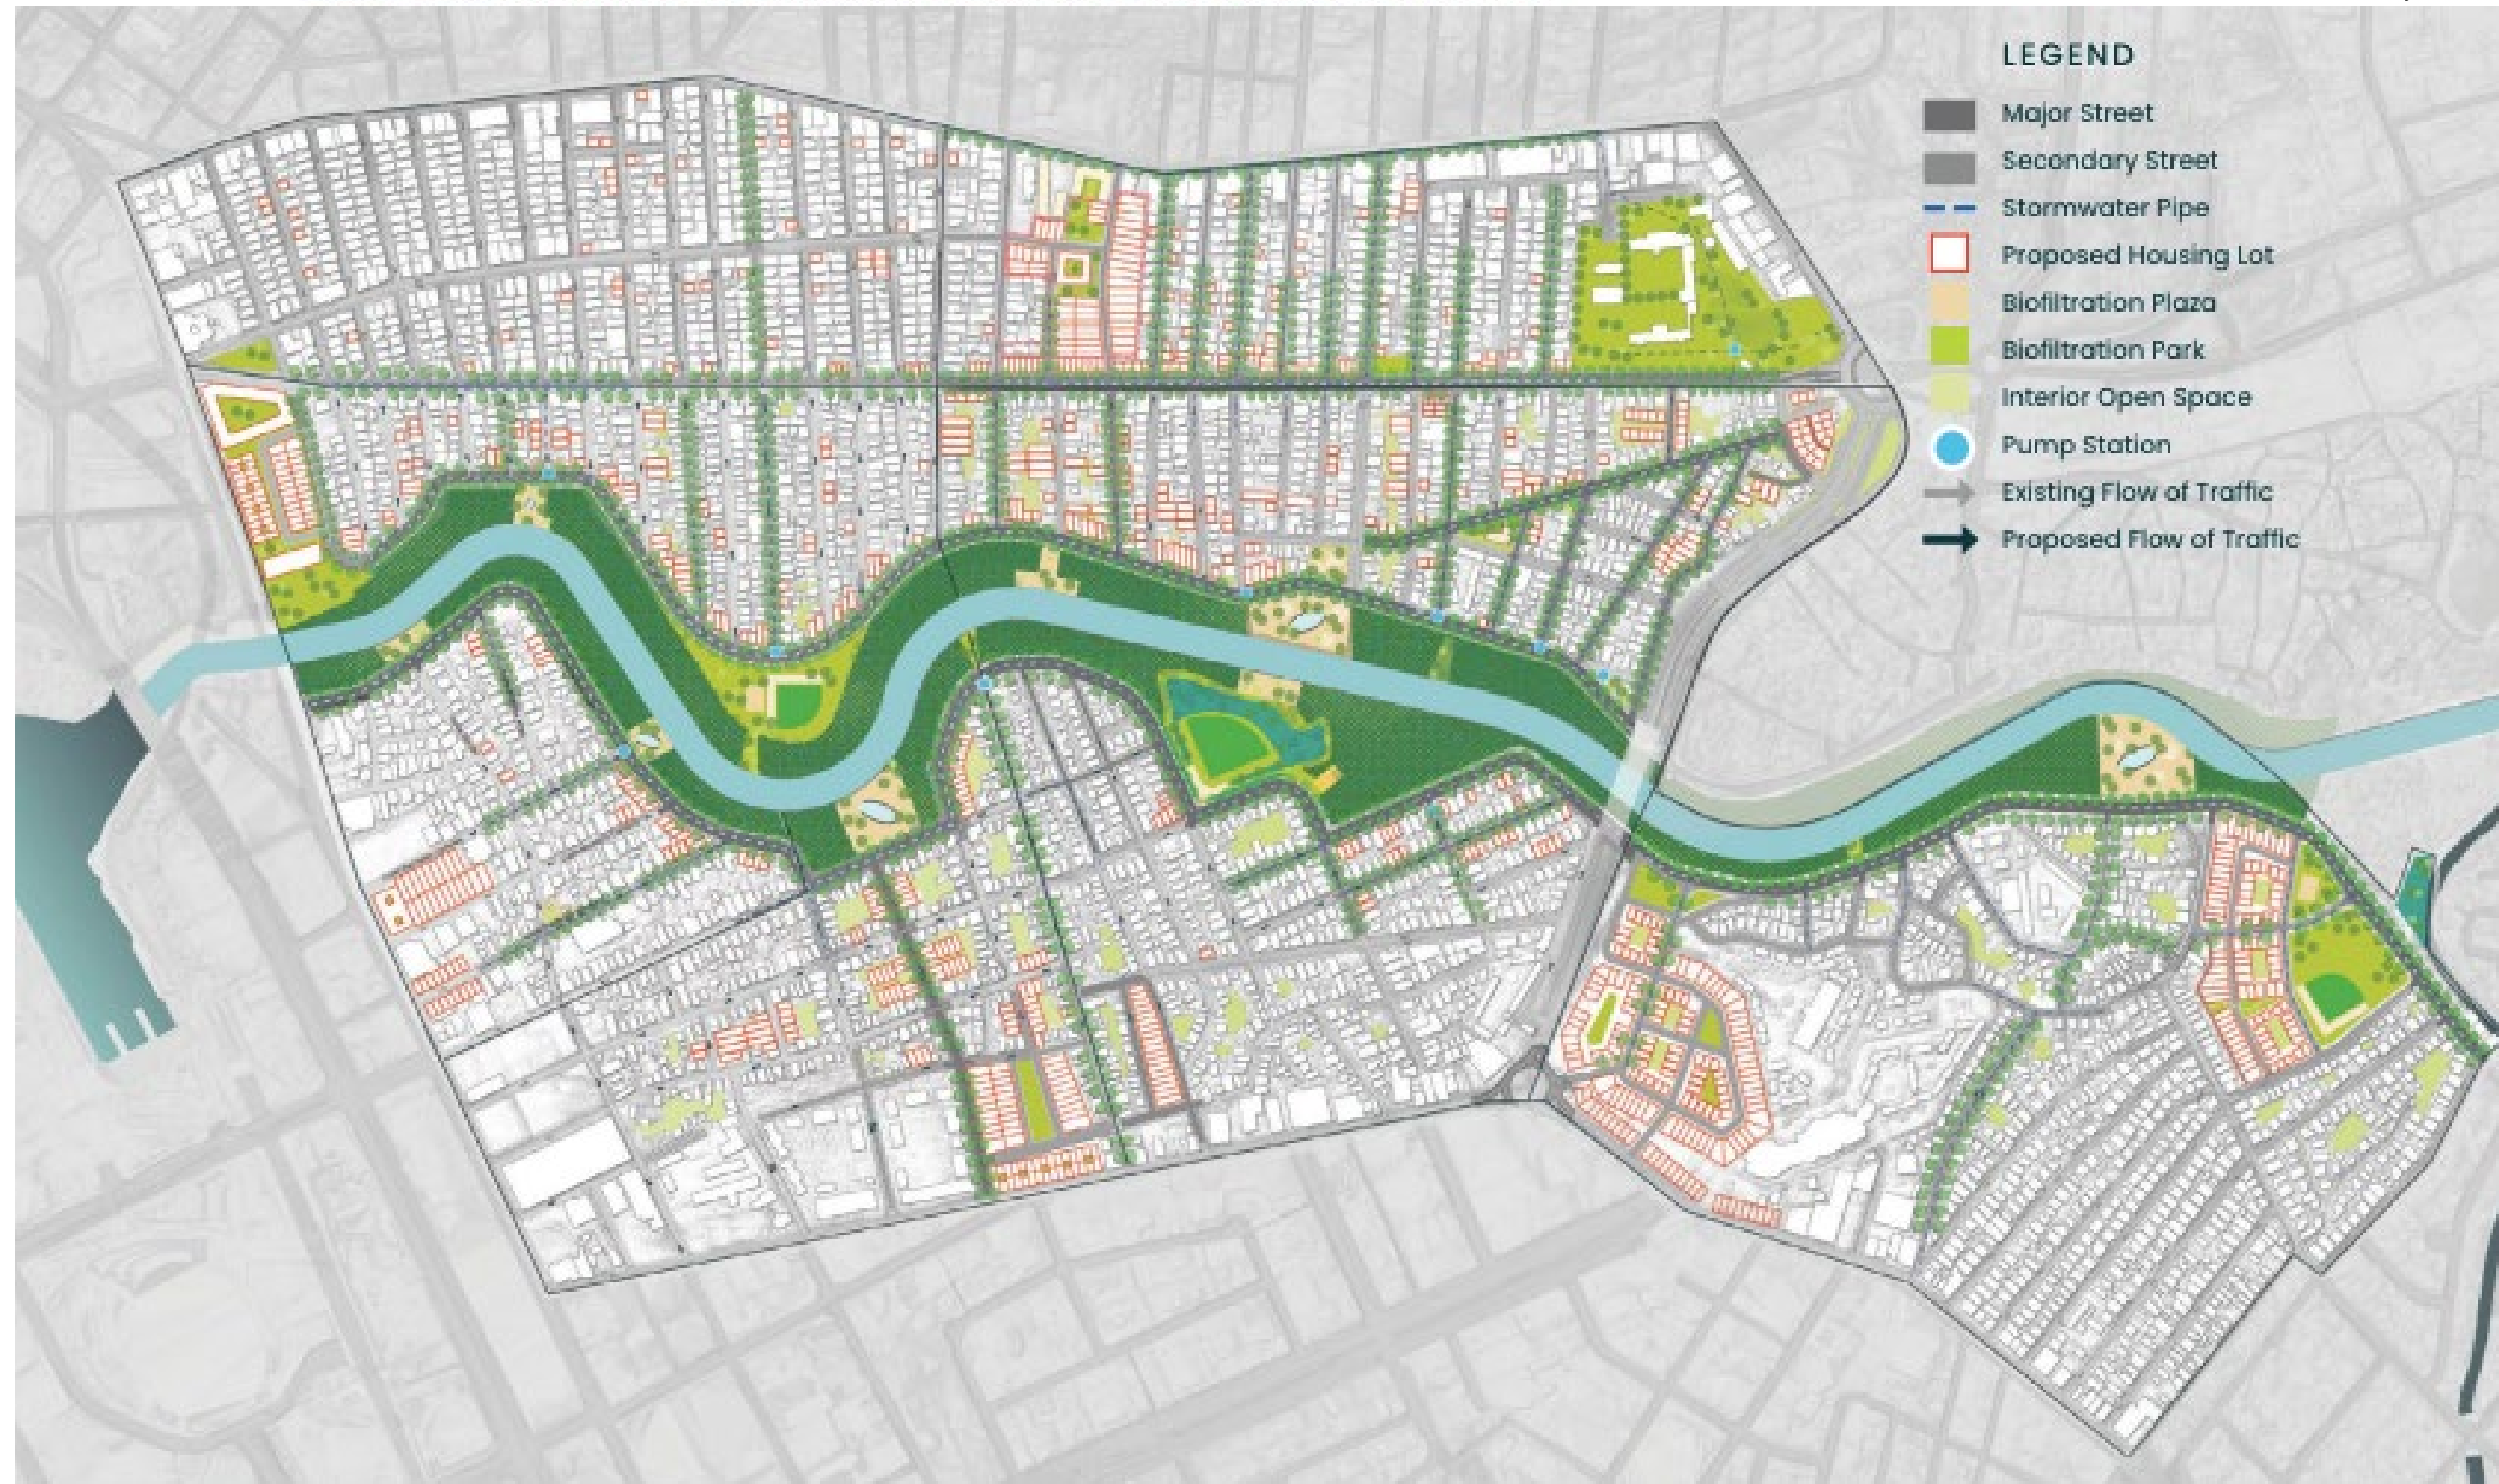 LEGEND
Major Street
Secondary Street
Stormwater Pipe
Proposed Housing Lot
Biofiltration Plaza
Biofiltration Park
Interior Open Space
Pump Station
Existing Flow of Traffic
Proposed Flow of Traffic